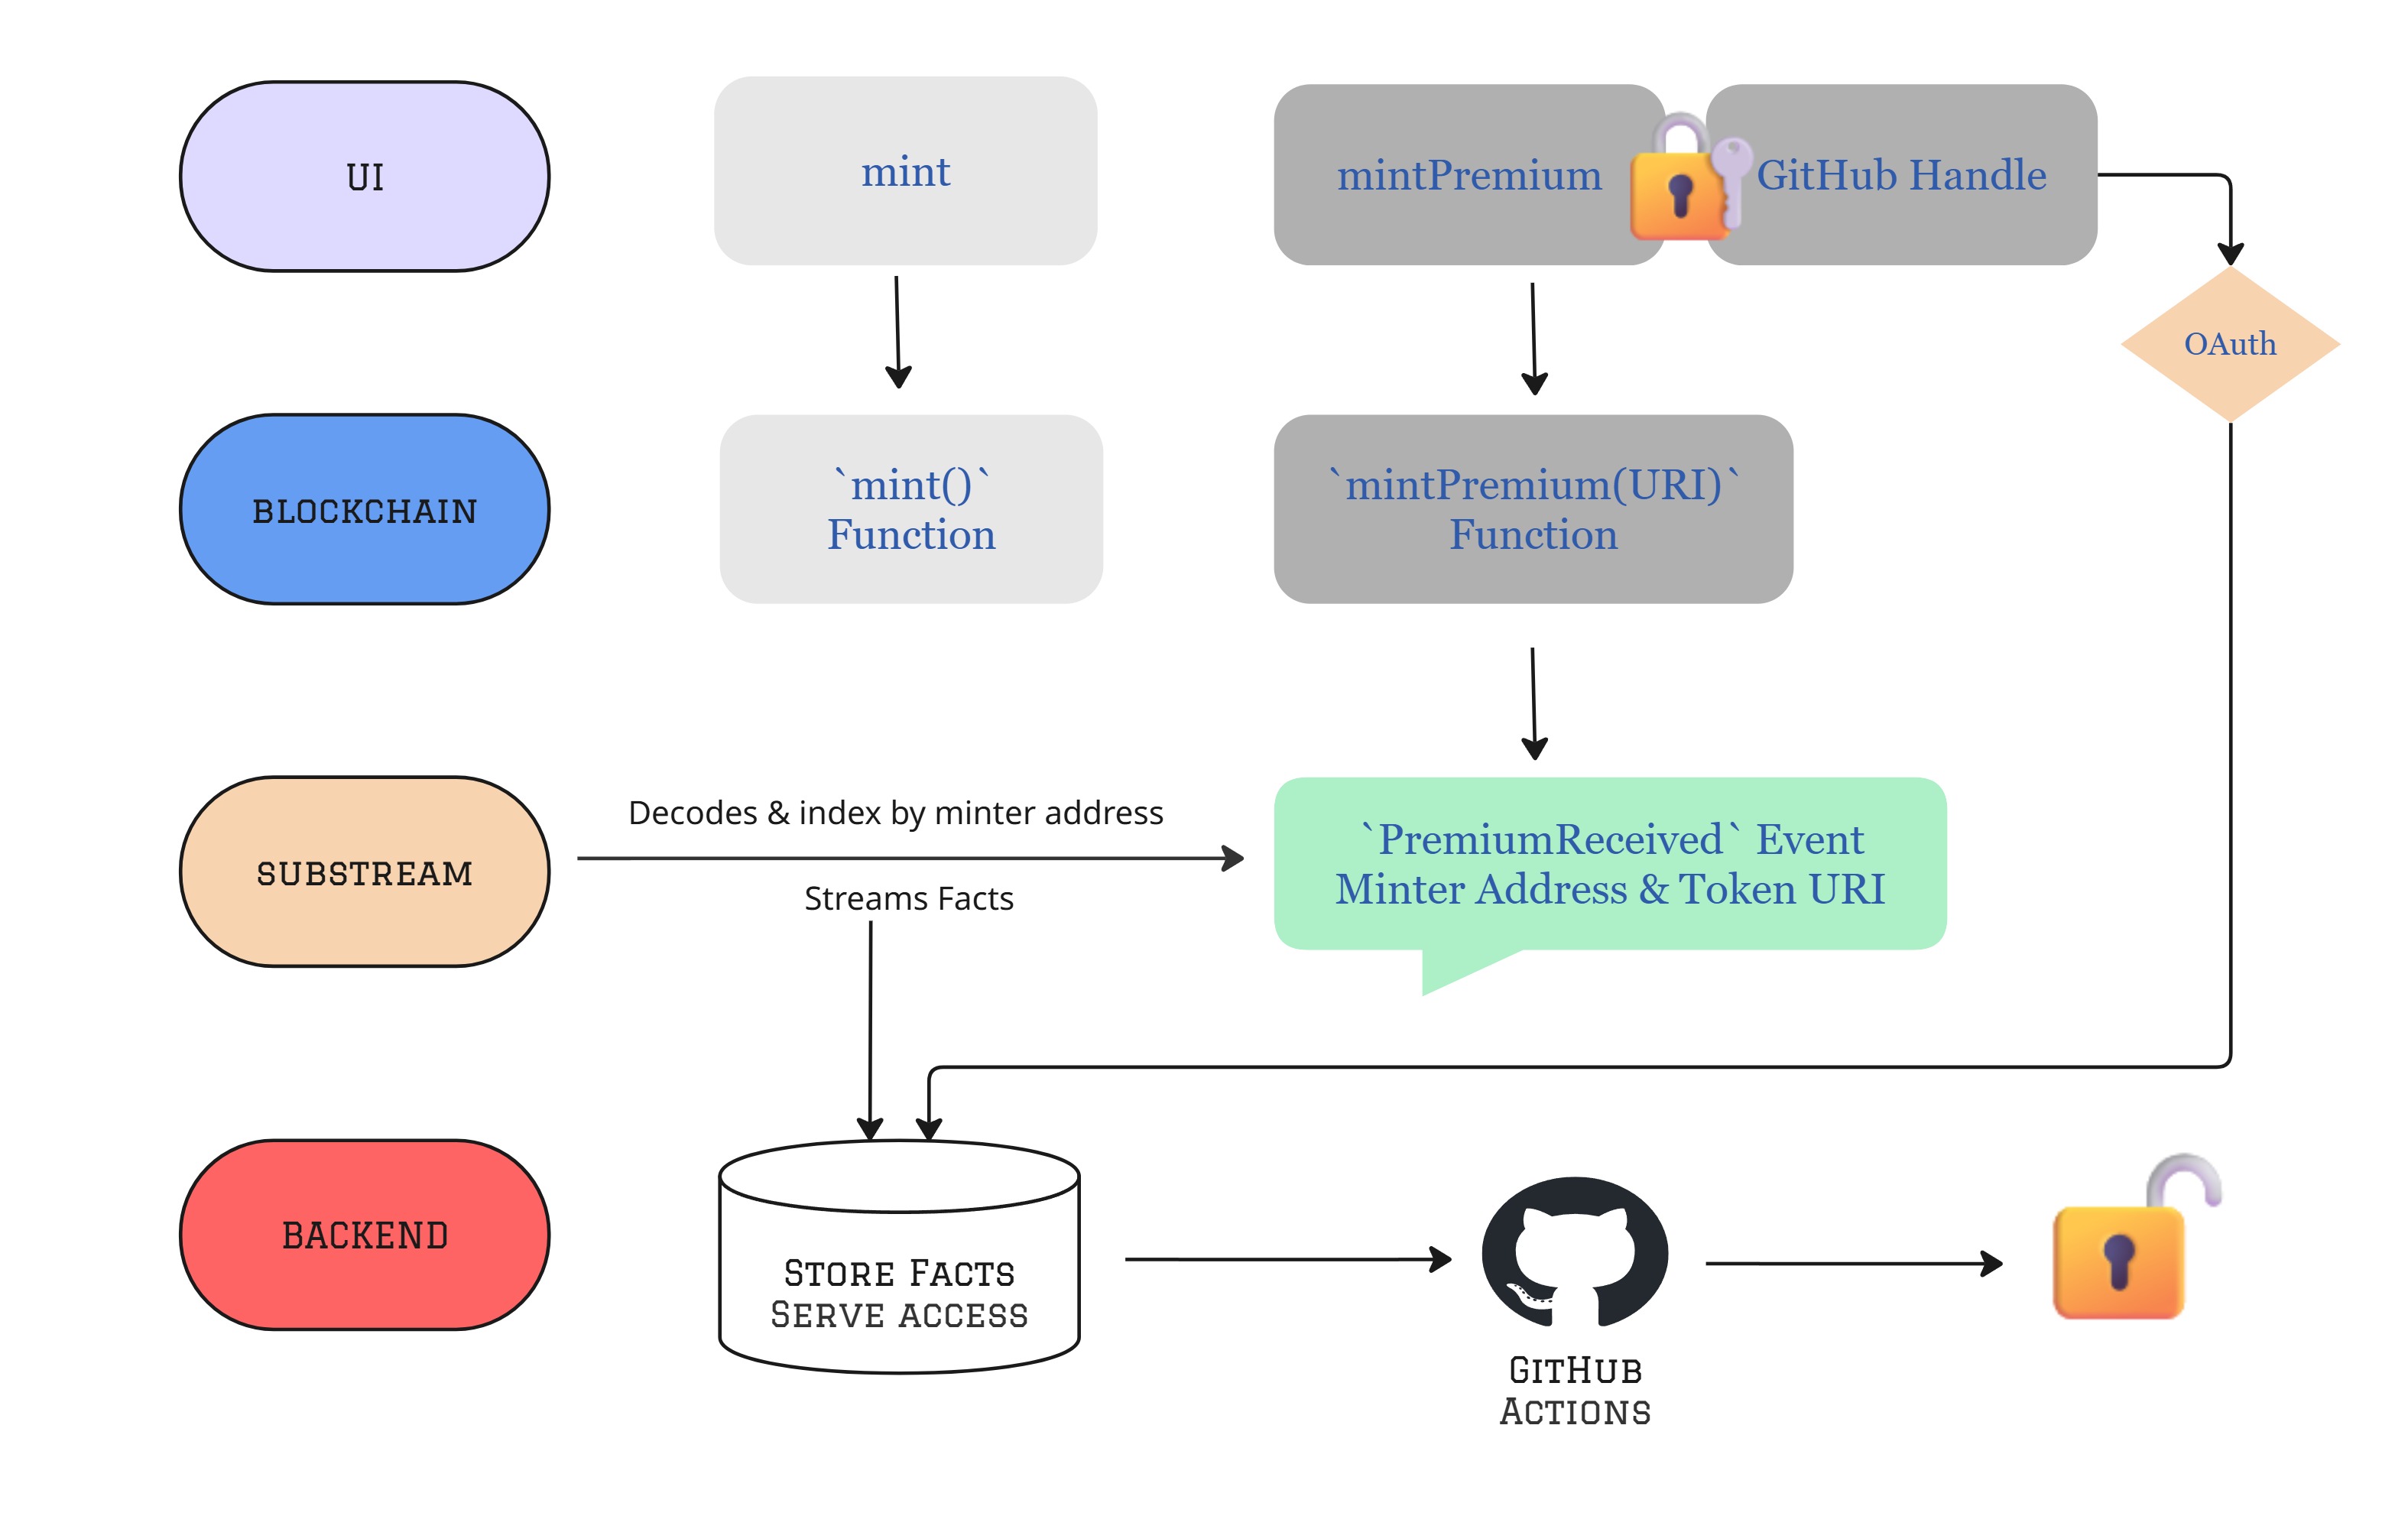 UI
mint
mintPremium
GitHub Handle
OAuth
BLOCKCHAIN
`mint()`
Function
`mintPremium(URI)`
Function
SUBSTREAM
Decodes & index by minter address
Streams Facts
`PremiumReceived` Event
Minter Address & Token URI
BACKEND
Store Facts
Serve access
GitHub
Actions